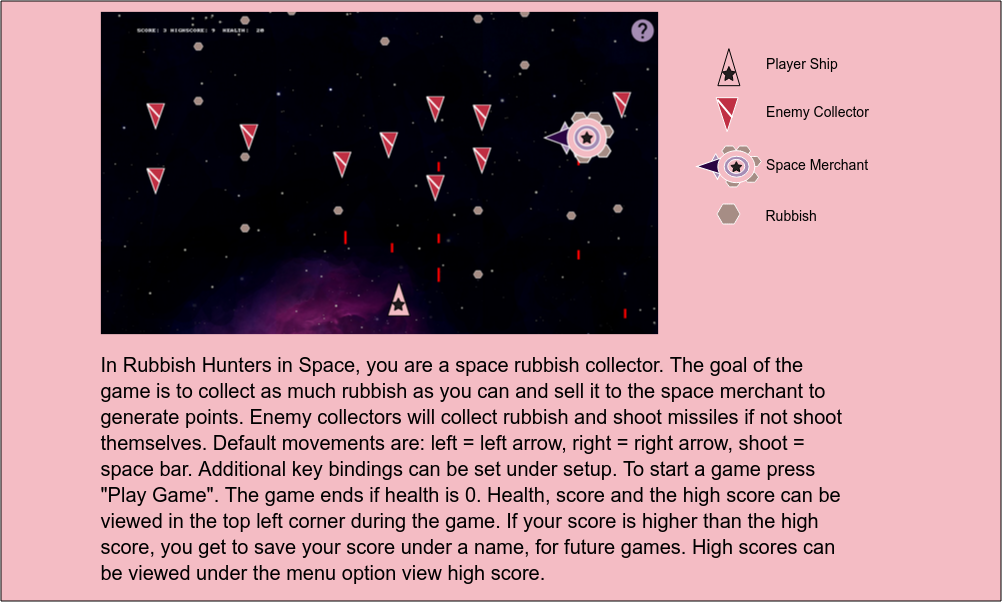 SCORE: 3 HIGHSCORE: 9 HEALTH: 20
?
Player Ship
Enemy Collector
Space Merchant
Rubbish
In Rubbish Hunters in Space, you are a space rubbish collector. The goal of the
game is to collect as much rubbish as you can and sell it to the space merchant to
generate points. Enemy collectors will collect rubbish and shoot missiles if not shoot
themselves. Default movements are: left = left arrow, right = right arrow, shoot =
space bar. Additional key bindings can be set under setup. To start a game press
"Play Game". The game ends if health is 0. Health, score and the high score can be
viewed in the top left corner during the game. If your score is higher than the high
score, you get to save your score under a name, for future games. High scores can
be viewed under the menu option view high score.